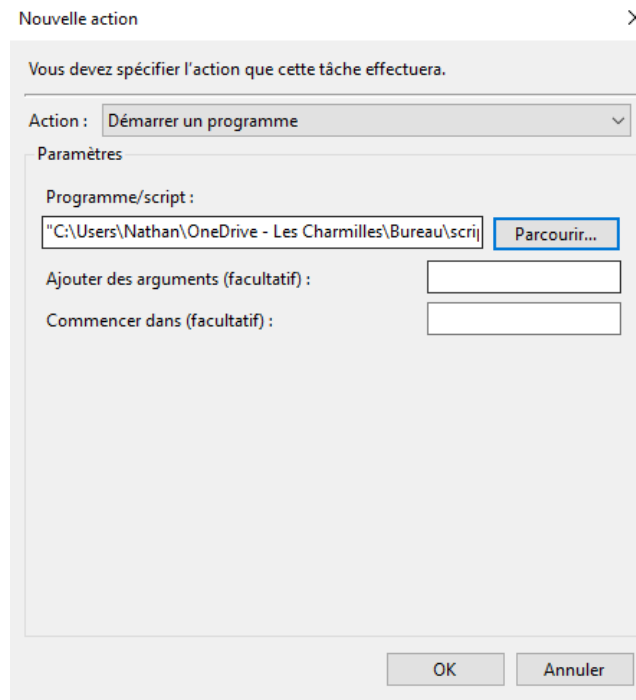 Nouvelle action
Vous devez spécifier l'action que cette tâche effectuera.
Action : Démarrer un programme
Paramètres
Programme/script :
"C:\Users\Nathan\OneDrive - Les Charmilles\Bureau\scrip Parcourir...
Ajouter des arguments (facultatif) :
Commencer dans (facultatif) :
OK Annuler